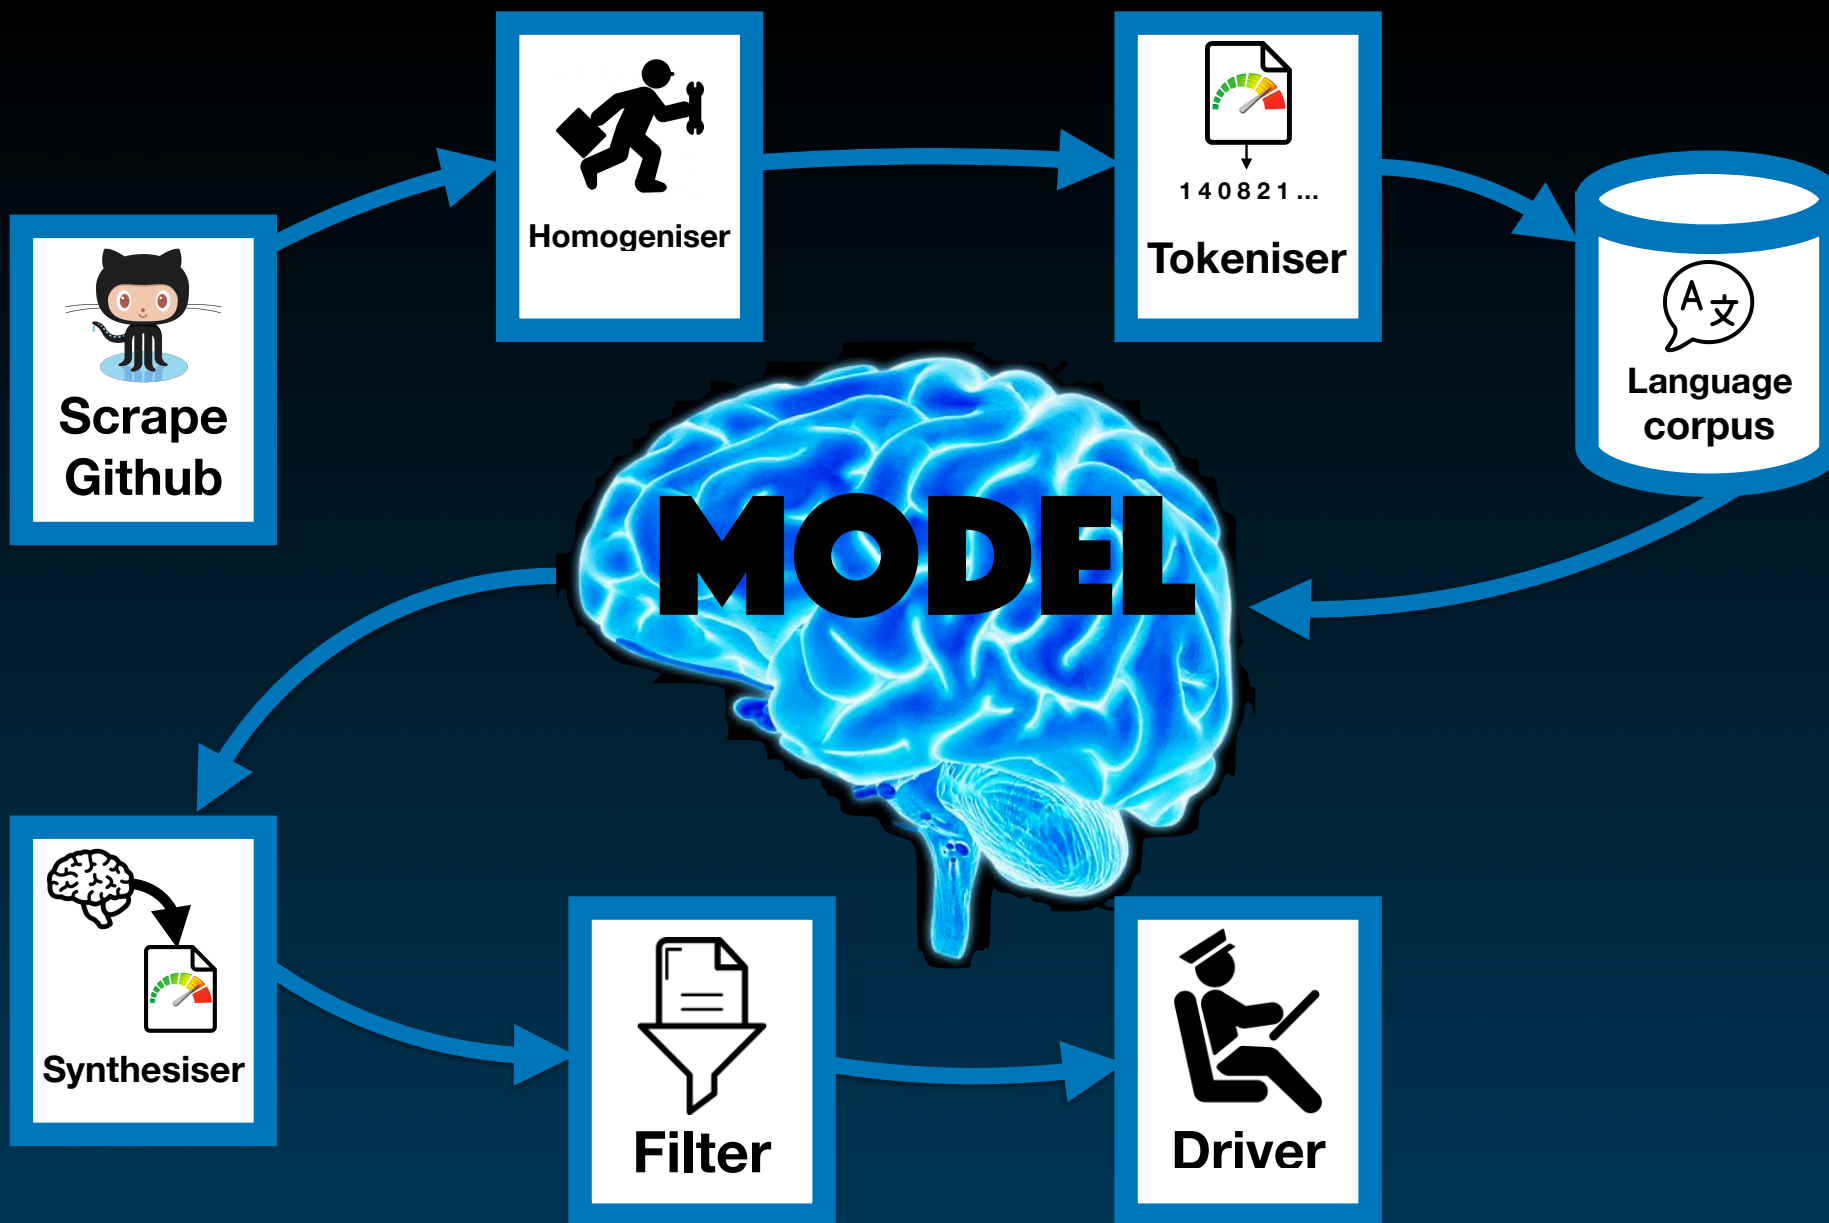 Scrape
Github
Homogeniser
1 4 0 8 2 1 ...
Tokeniser
A 文
Language
corpus
MODEL
Synthesiser
Filter
Driver